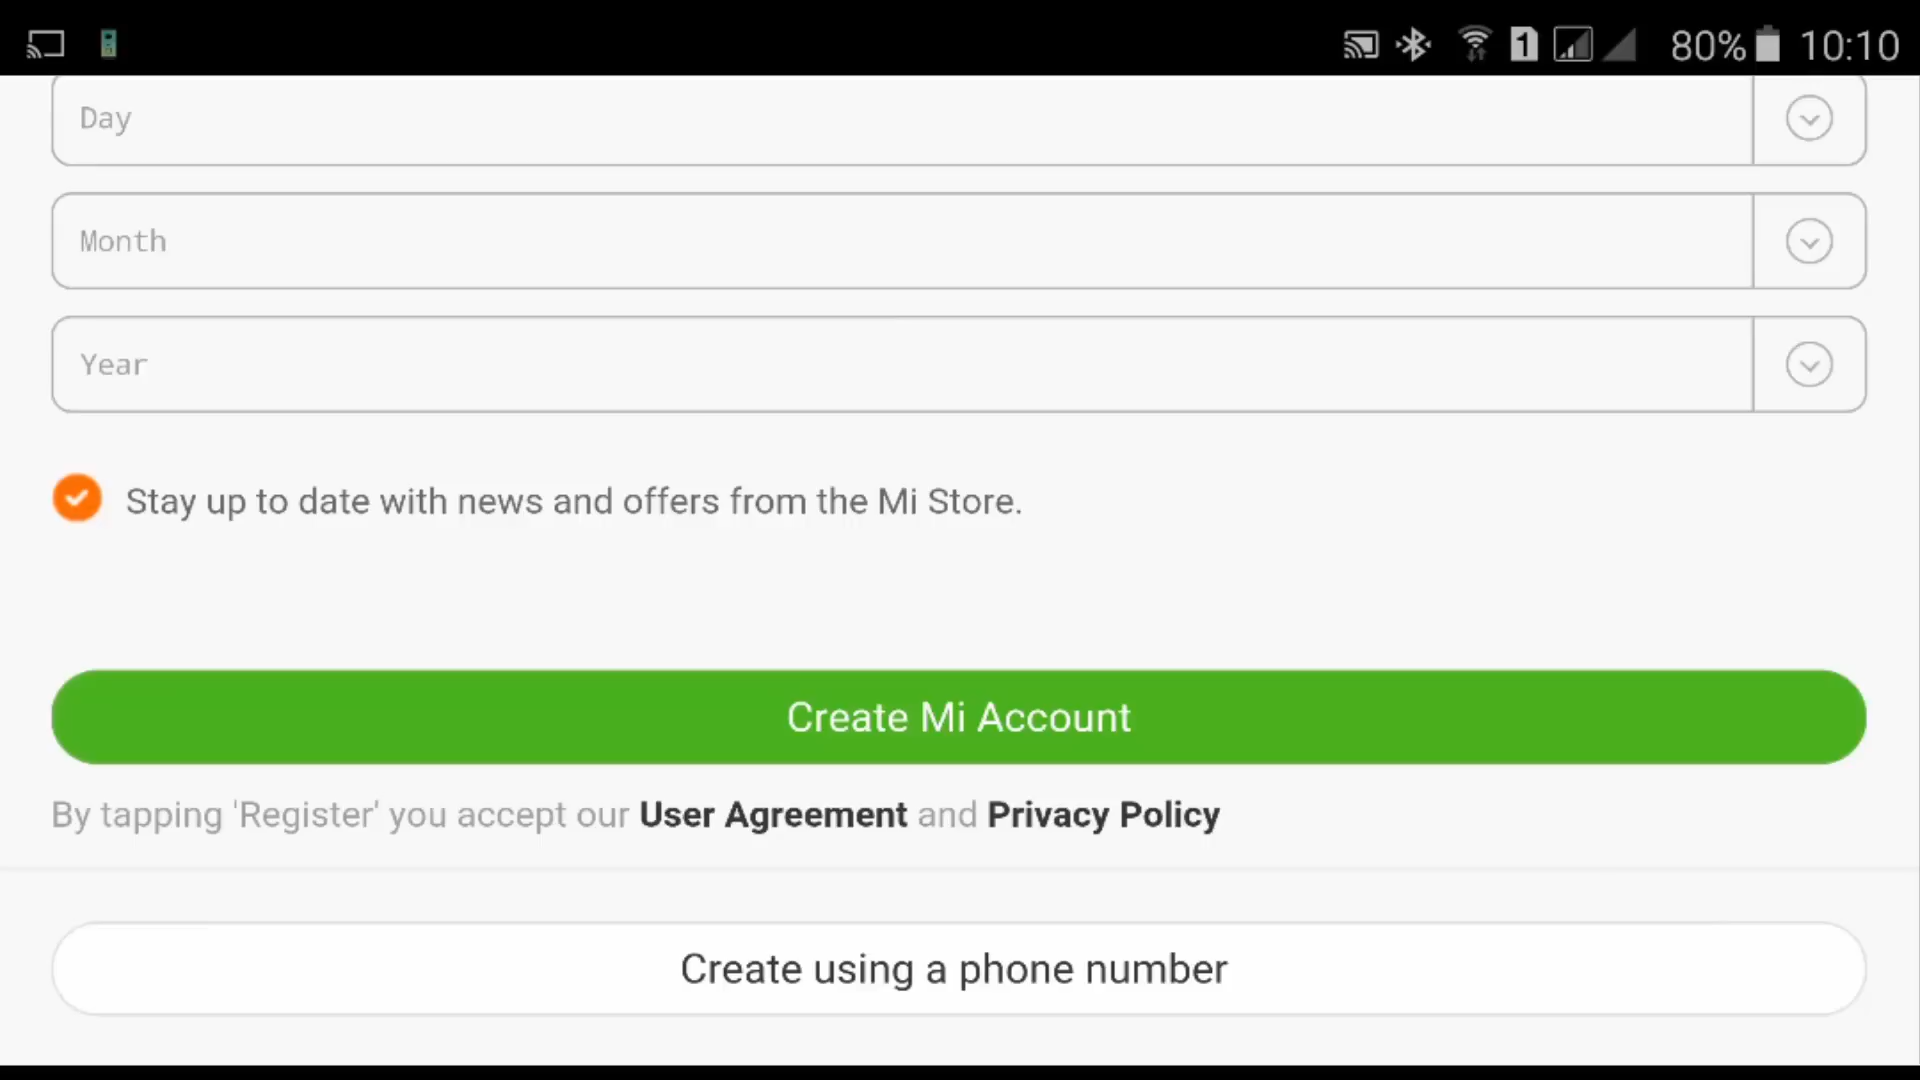 1 80% 10:10
Day
Month
Year
Stay up to date with news and offers from the Mi Store.
Create Mi Account
By tapping 'Register' you accept our User Agreement and Privacy Policy
Create using a phone number